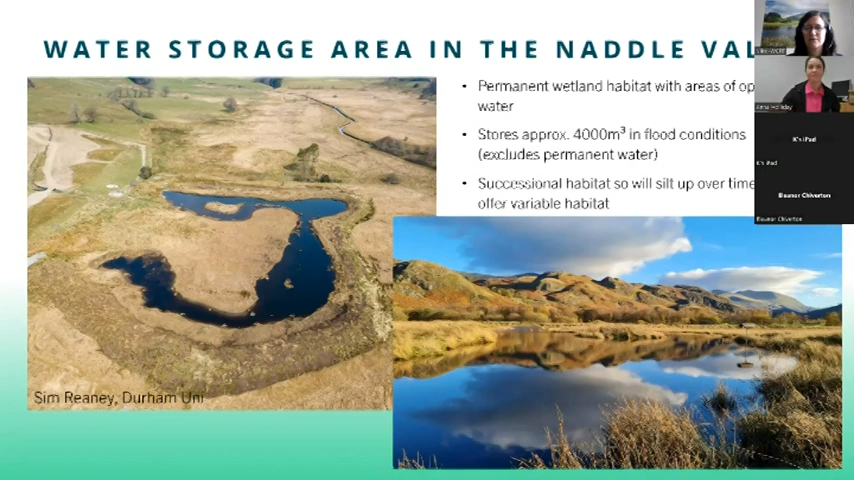 WATER STORAGE AREA IN THE NADDLE VAL
• Permanent wetland habitat with areas of op
water
• Stores approx. 4000m³ in flood conditions
(excludes permanent water)
• Successional habitat so will silt up over time
offer variable habitat
Sim Reaney, Durham Uni
Anna Holliday
K's iPad
K's iPad
Eleanor Chiverton
Eleanor Chiverton